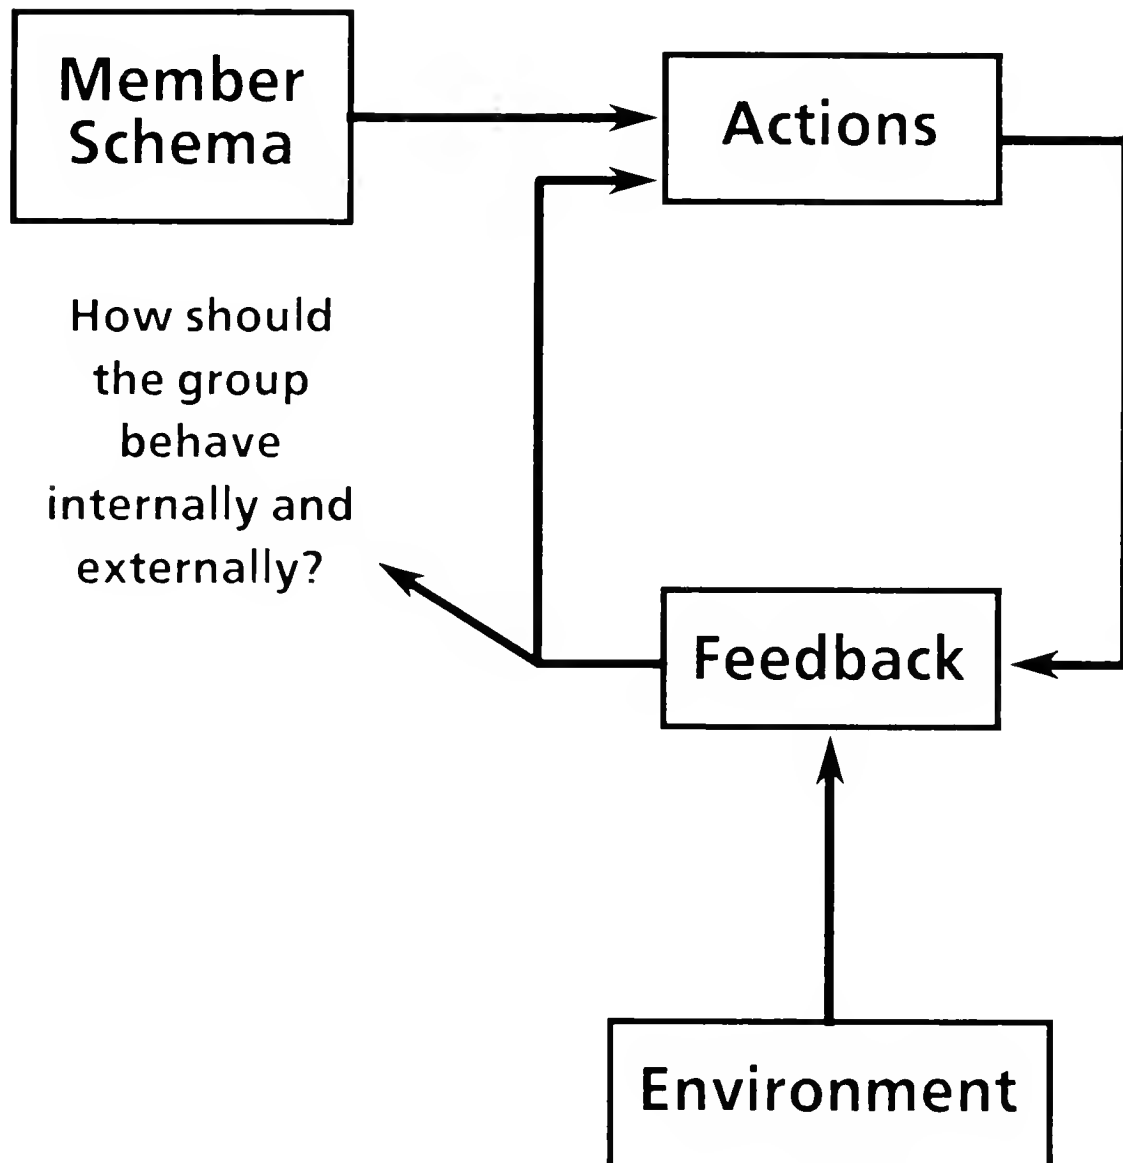 Member
Schema
Actions
How should
the group
behave
internally and
externally?
Feedback
Environment